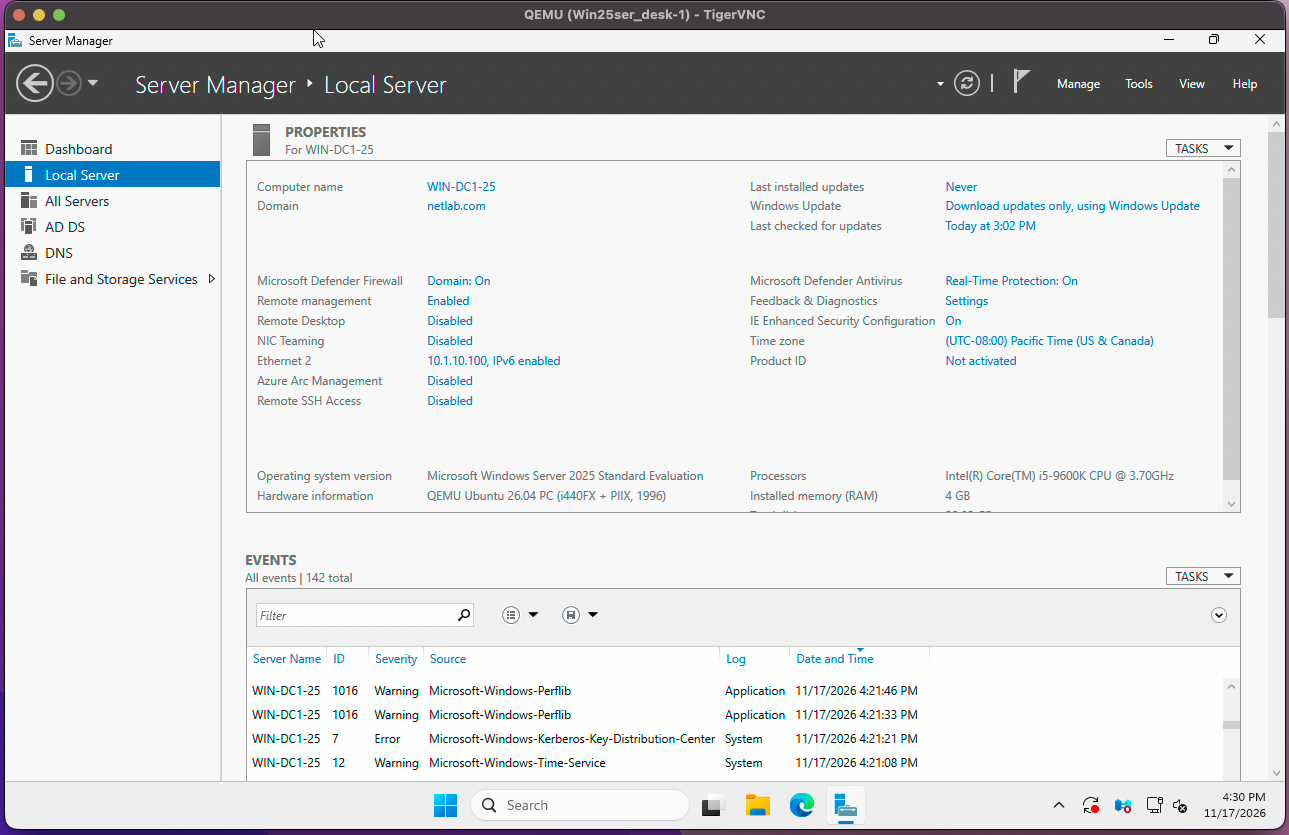 QEMU (Win25ser_desk-1) - TigerVNC
Server Manager
Server Manager Local Server
Manage Tools View Help
Dashboard
Local Server
All Servers
AD DS
DNS
File and Storage Services
PROPERTIES
For WIN-DC1-25
TASKS
Computer name WIN-DC1-25 Last installed updates Never
Domain netlab.com Windows Update Download updates only, using Windows Update
Last checked for updates Today at 3:02 PM
Microsoft Defender Firewall Domain: On Microsoft Defender Antivirus Real-Time Protection: On
Remote management Enabled Feedback & Diagnostics Settings
Remote Desktop Disabled IE Enhanced Security Configuration On
NIC Teaming Disabled Time zone (UTC-08:00) Pacific Time (US & Canada)
Ethernet 2 10.1.10.100, IPv6 enabled Product ID Not activated
Azure Arc Management Disabled
Remote SSH Access Disabled
Operating system version Microsoft Windows Server 2025 Standard Evaluation Processors Intel(R) Core(TM) i5-9600K CPU @ 3.70GHz
Hardware information QEMU Ubuntu 26.04 PC (i440FX + PIIX, 1996) Installed memory (RAM) 4 GB
EVENTS
All events | 142 total
TASKS
Filter
Server Name ID Severity Source Log Date and Time
WIN-DC1-25 1016 Warning Microsoft-Windows-Perflib Application 11/17/2026 4:21:46 PM
WIN-DC1-25 1016 Warning Microsoft-Windows-Perflib Application 11/17/2026 4:21:33 PM
WIN-DC1-25 7 Error Microsoft-Windows-Kerberos-Key-Distribution-Center System 11/17/2026 4:21:21 PM
WIN-DC1-25 12 Warning Microsoft-Windows-Time-Service System 11/17/2026 4:21:08 PM
Search
4:30 PM
11/17/2026